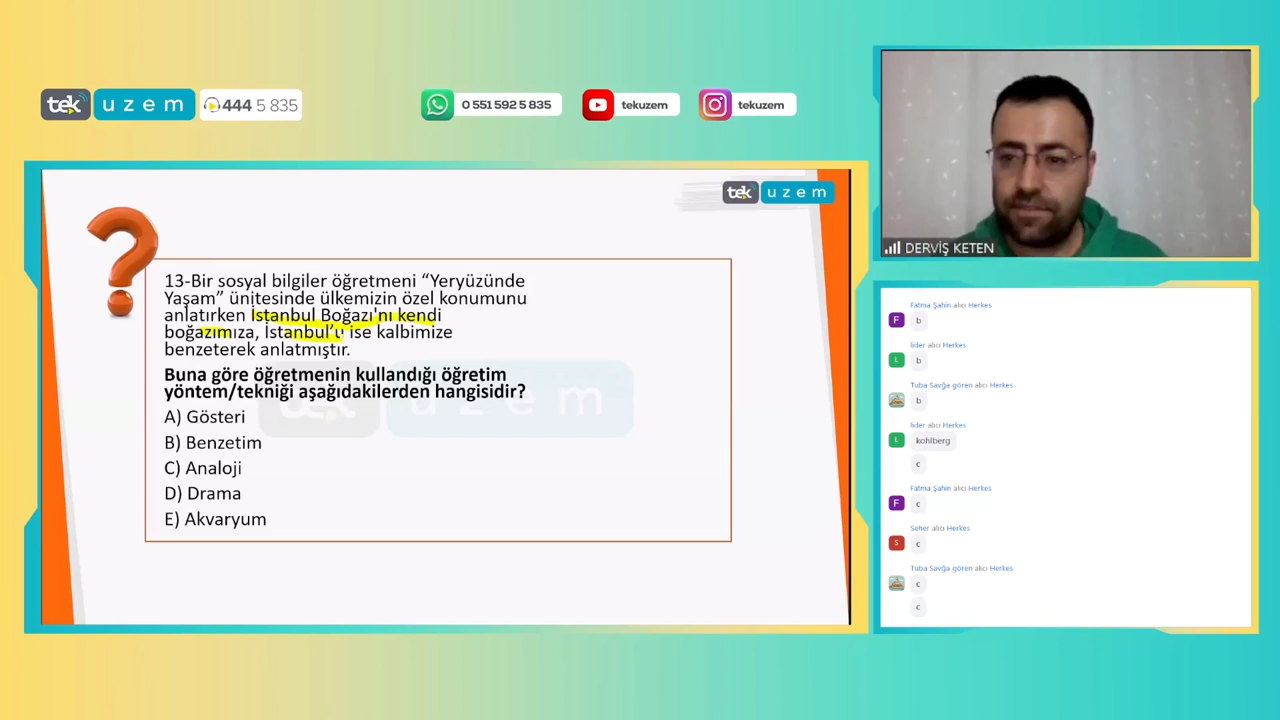 tek uzem 444 5 835
0 551 592 5 835
tekuzem
tekuzem
tek uzem
13-Bir sosyal bilgiler öğretmeni “Yeryüzünde
Yaşam” ünitesinde ülkemizin özel konumunu
anlatırken İstanbul Boğazı'nı kendi
boğazımıza, İstanbul’u ise kalbimize
benzeterek anlatmıştır.
Buna göre öğretmenin kullandığı öğretim
yöntem/tekniği aşağıdakilerden hangisidir?
A) Gösteri
B) Benzetim
C) Analoji
D) Drama
E) Akvaryum
tek uzem
DERVİŞ KETEN
Fatma Şahin alıcı Herkes
F b
lider alıcı Herkes
L b
Tuba Savğa gören alıcı Herkes
b
lider alıcı Herkes
L kohlberg
c
Fatma Şahin alıcı Herkes
F c
Seher alıcı Herkes
S c
Tuba Savğa gören alıcı Herkes
c
c